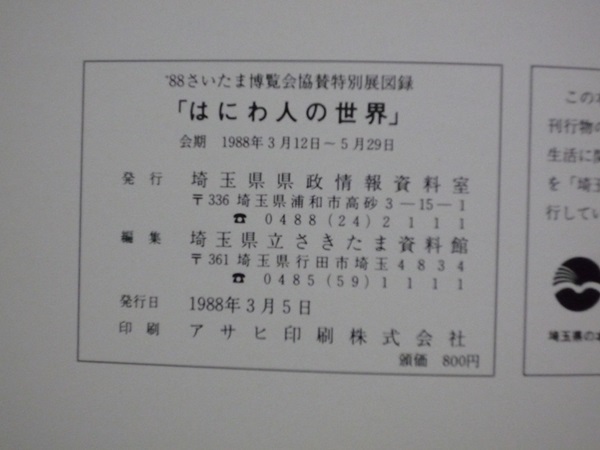 '88さいたま博覧会協賛特別展図録
「はにわ人の世界」
会期 1988年3月12日~5月29日
発行 埼玉県県政情報資料室
〒336 埼玉県浦和市高砂3―15―1
☎ 0488(24)2111
編集 埼玉県立さきたま資料館
〒361 埼玉県行田市埼玉4834
☎ 0485(59)1111
発行日 1988年3月5日
印刷 アサヒ印刷株式会社
頒価 800円
この
刊行物の
生活に関
を「埼玉
行してい
埼玉県の本